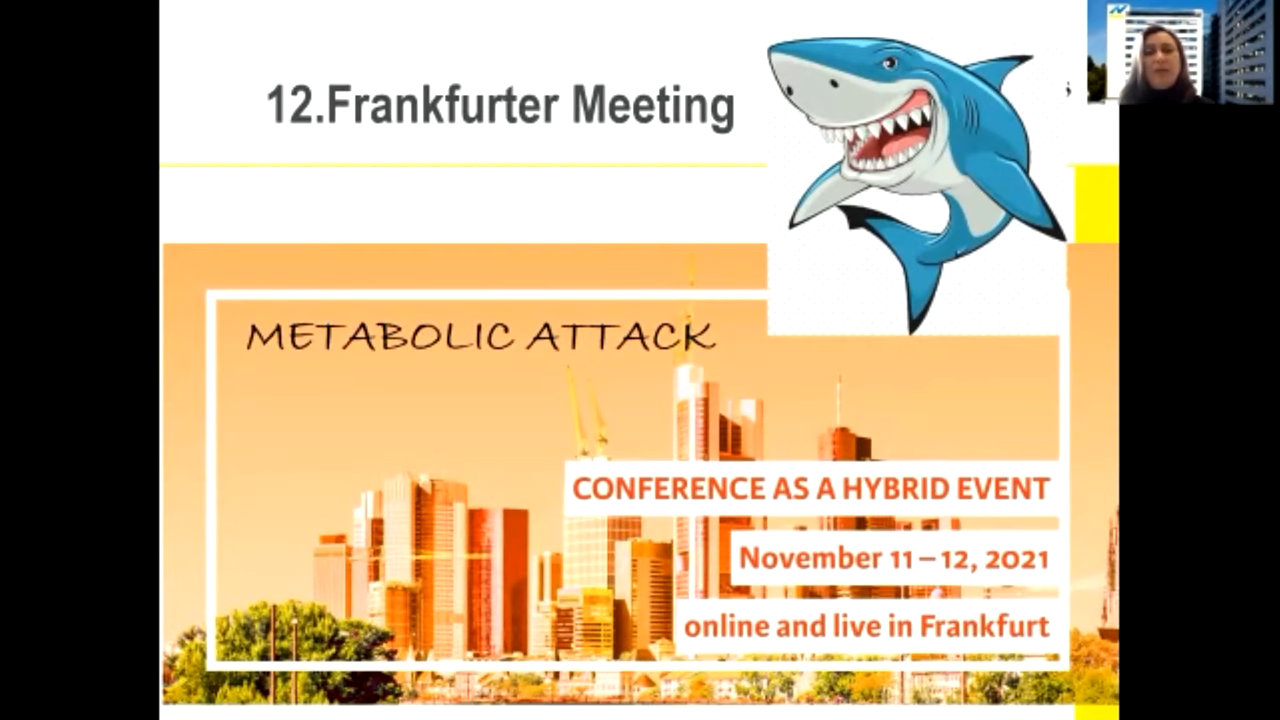 12.Frankfurter Meeting
METABOLIC ATTACK
CONFERENCE AS A HYBRID EVENT
November 11 – 12, 2021
online and live in Frankfurt